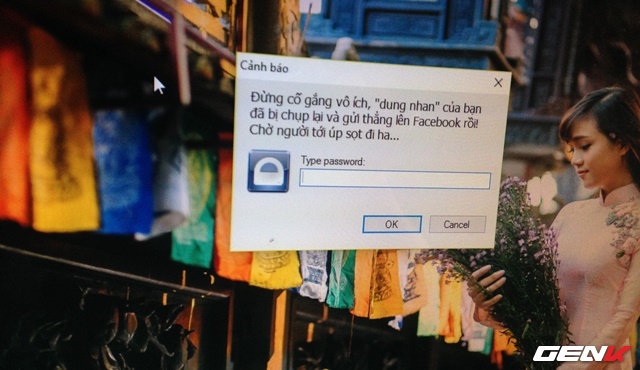 Cảnh báo
Đừng cố gắng vô ích, "dung nhan" của bạn
đã bị chụp lại và gửi thẳng lên Facebook rồi!
Chờ người tới úp sọt đi ha...
Type password:
OK Cancel
GENK